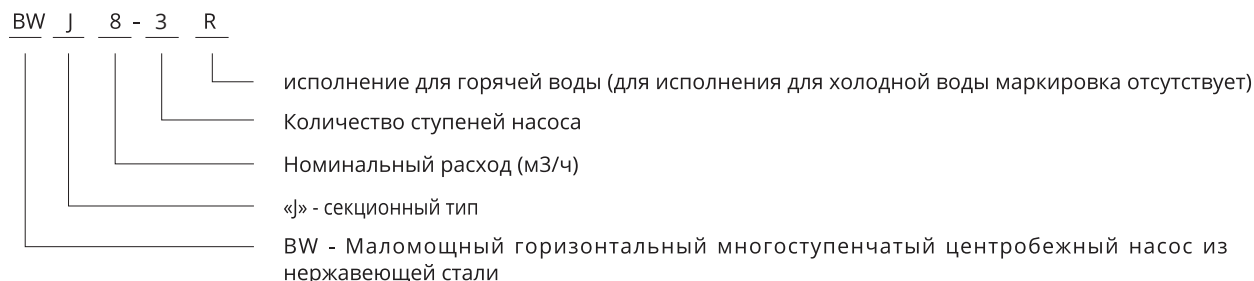 BW J 8 - 3 R
исполнение для горячей воды (для исполнения для холодной воды маркировка отсутствует)
Количество ступеней насоса
Номинальный расход (м3/ч)
«J» - секционный тип
BW - Маломощный горизонтальный многоступенчатый центробежный насос из
нержавеющей стали